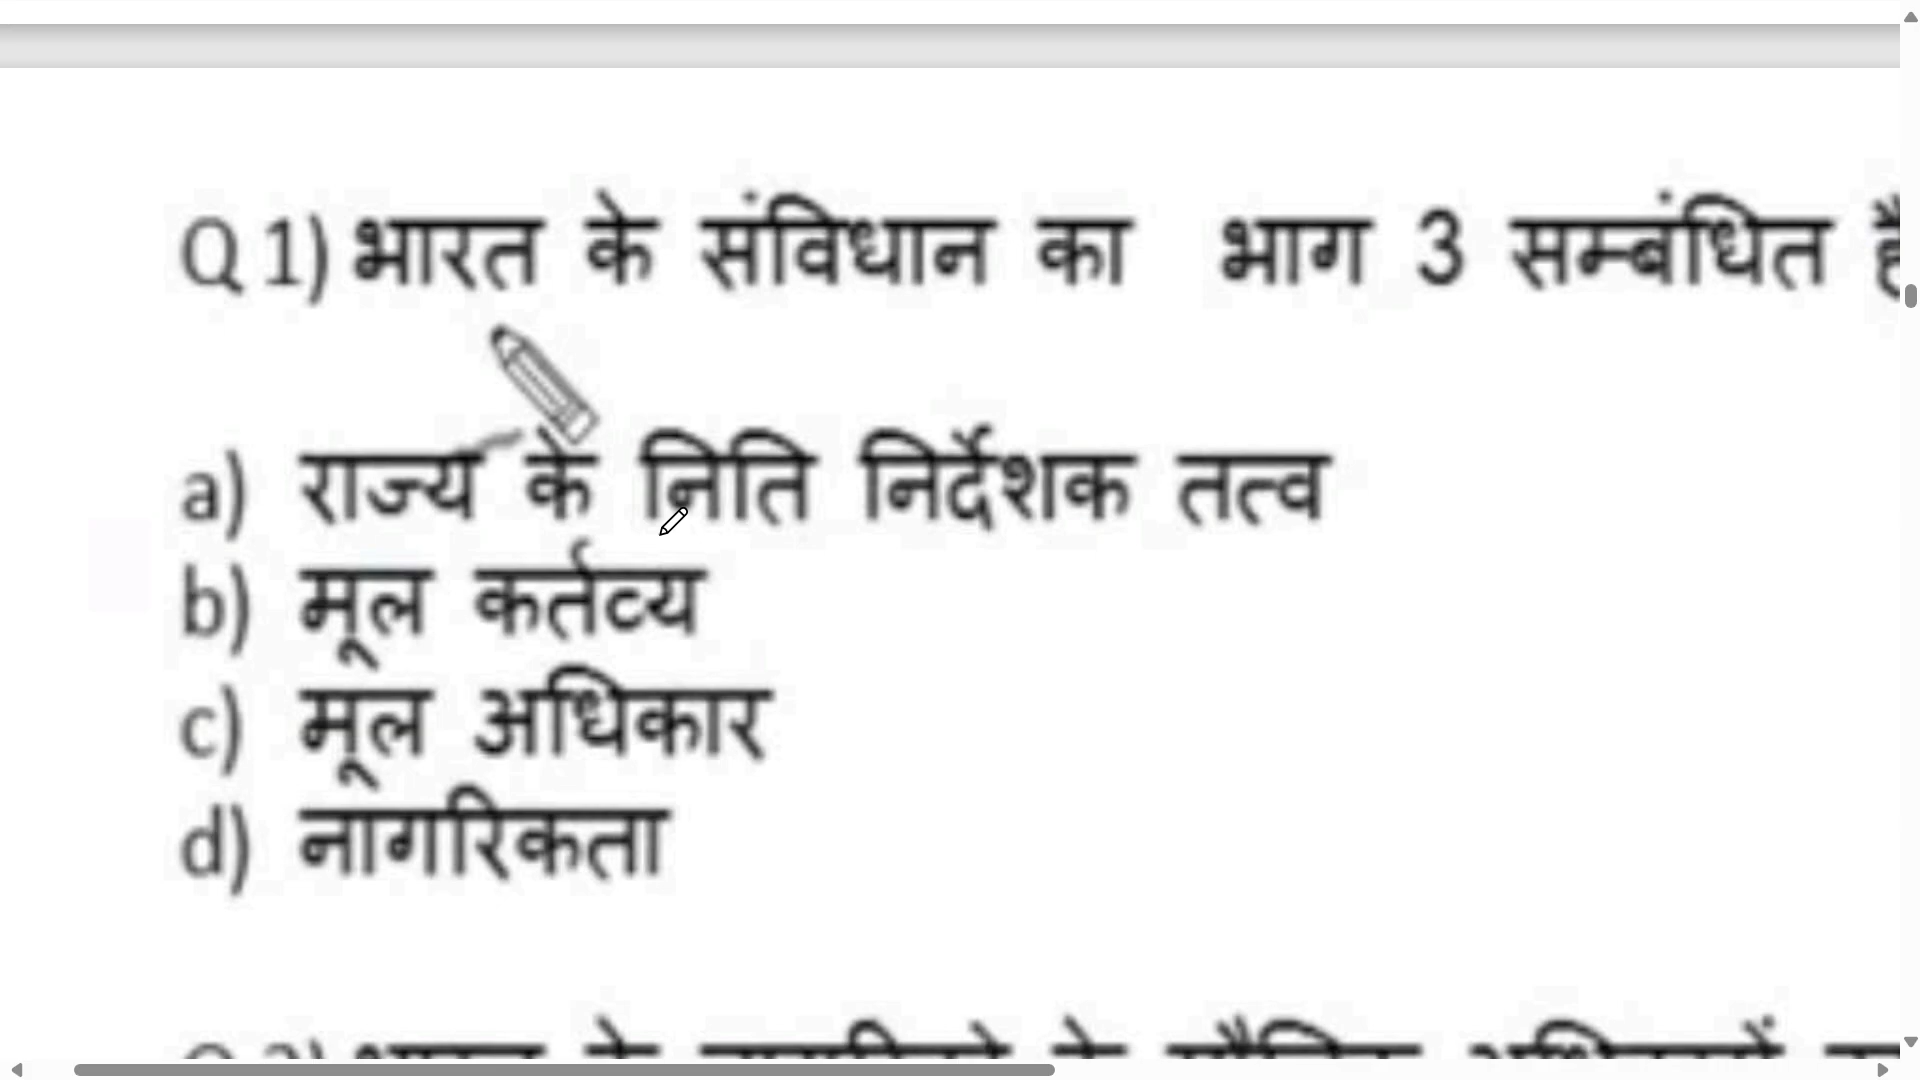 Q 1) भारत के संविधान का भाग 3 सम्बंधित
a) राज्य के निति निर्देशक तत्व
b) मूल कर्तव्य
c) मूल अधिकार
d) नागरिकता